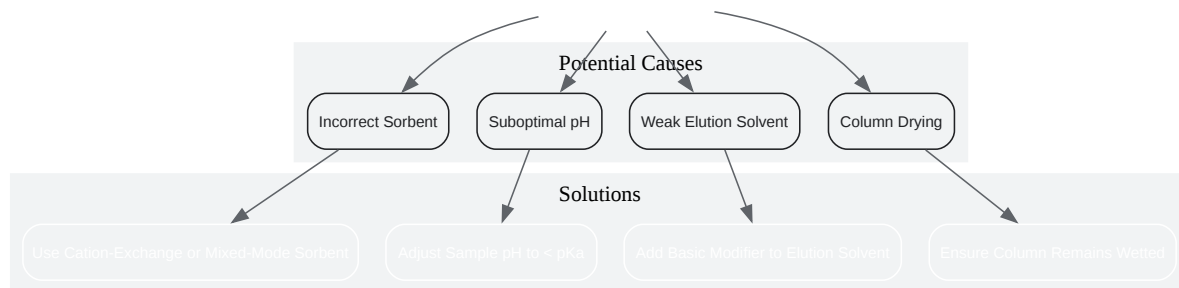 Potential Causes
Incorrect Sorbent
Suboptimal pH
Weak Elution Solvent
Column Drying
Solutions
Use Cation-Exchange or Mixed-Mode Sorbent
Adjust Sample pH to < pKa
Add Basic Modifier to Elution Solvent
Ensure Column Remains Wetted